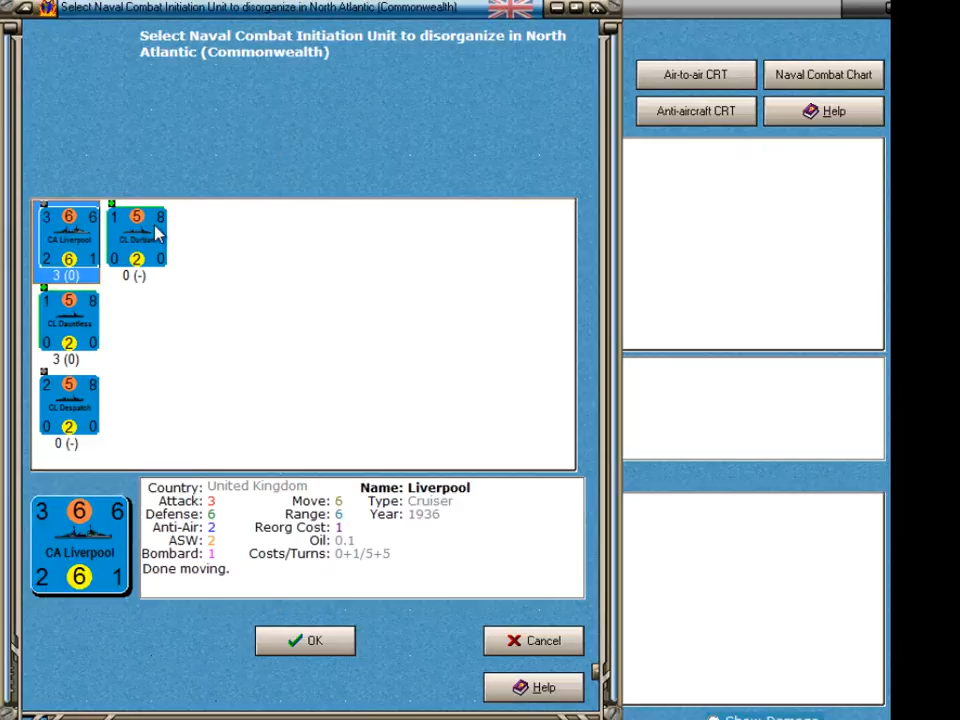 Select Naval Combat Initiation Unit to disorganize in North Atlantic (Commonwealth)
Select Naval Combat Initiation Unit to disorganize in North
Atlantic (Commonwealth)
Air-to-air CRT
Naval Combat Chart
Anti-aircraft CRT
Help
3 6 6
CA Liverpool
2 6 1
3 (0)
1 5 8
0 2 0
0 (-)
1 5 8
CL Dauntless
0 2 0
3 (0)
2 5 8
CL Despatch
0 2 0
0 (-)
3 6 6
CA Liverpool
2 6 1
Country: United Kingdom Name: Liverpool
Attack: 3 Move: 6 Type: Cruiser
Defense: 6 Range: 6 Year: 1936
Anti-Air: 2 Reorg Cost: 1
ASW: 2 Oil: 0.1
Bombard: 1 Costs/Turns: 0+1/5+5
Done moving.
OK
Cancel
Help